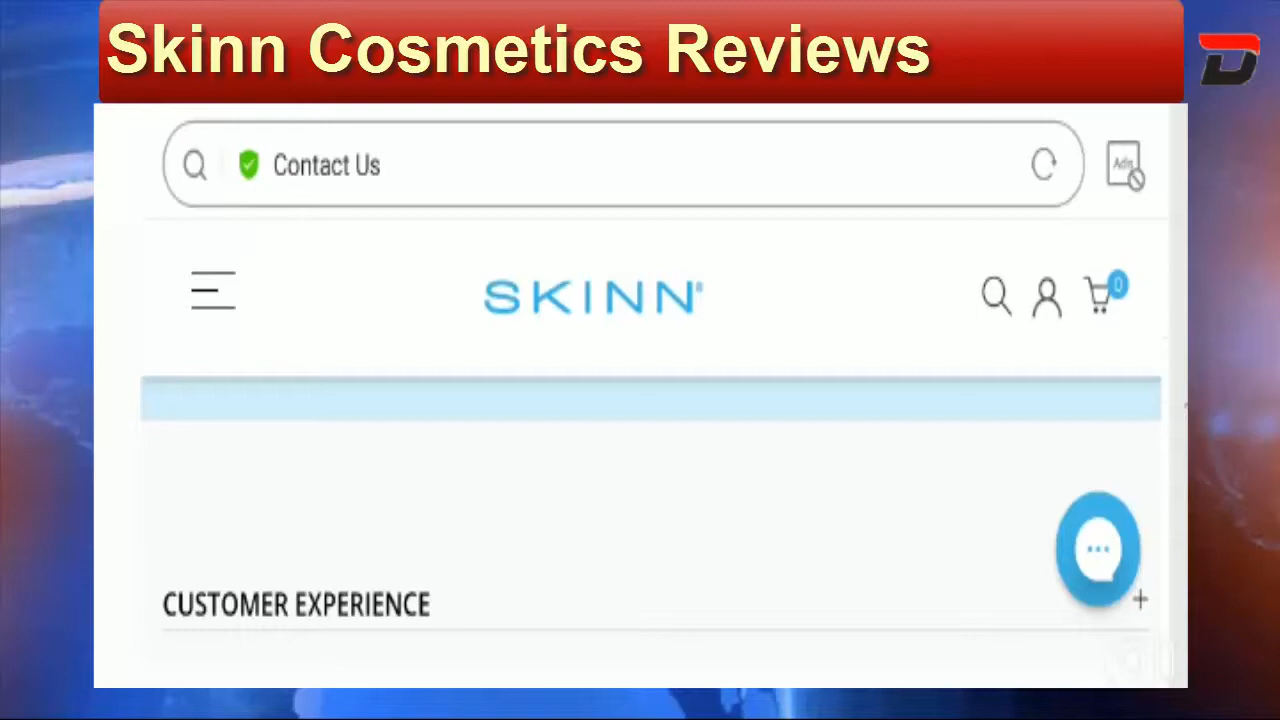 Skinn Cosmetics Reviews
Contact Us
SKINN®
0
CUSTOMER EXPERIENCE
+